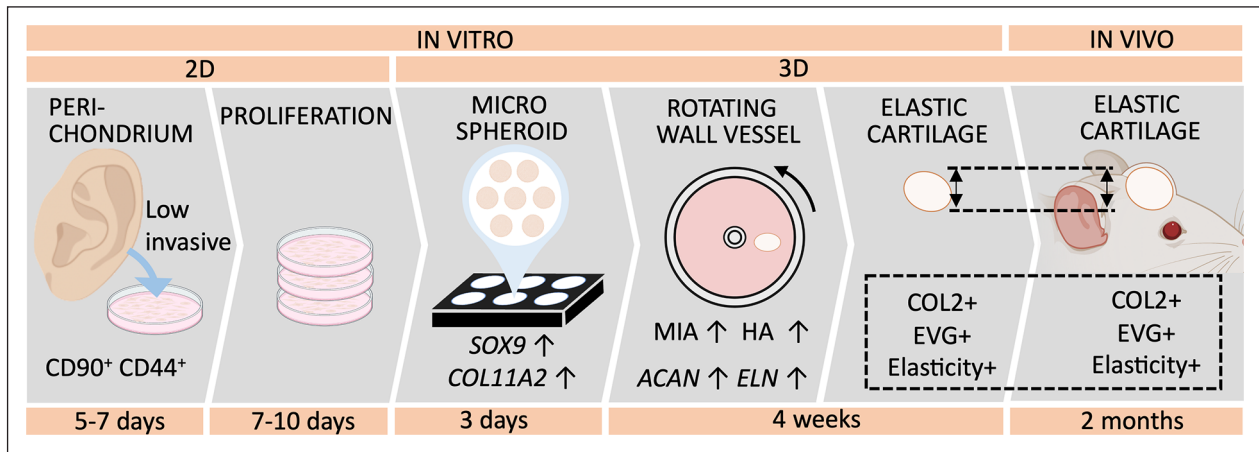 IN VITRO
IN VIVO
2D
3D
PERI-
CHONDRIUM
Low
invasive
CD90⁺ CD44⁺
PROLIFERATION
MICRO
SPHEROID
SOX9 ↑
COL11A2 ↑
ROTATING
WALL VESSEL
MIA ↑ HA ↑
ACAN ↑ ELN ↑
ELASTIC
CARTILAGE
COL2+
EVG+
Elasticity+
ELASTIC
CARTILAGE
COL2+
EVG+
Elasticity+
5-7 days
7-10 days
3 days
4 weeks
2 months